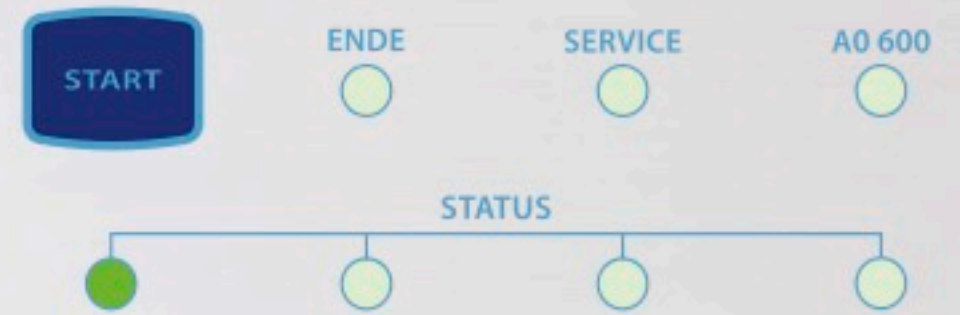 START
ENDE
SERVICE
A0 600
STATUS